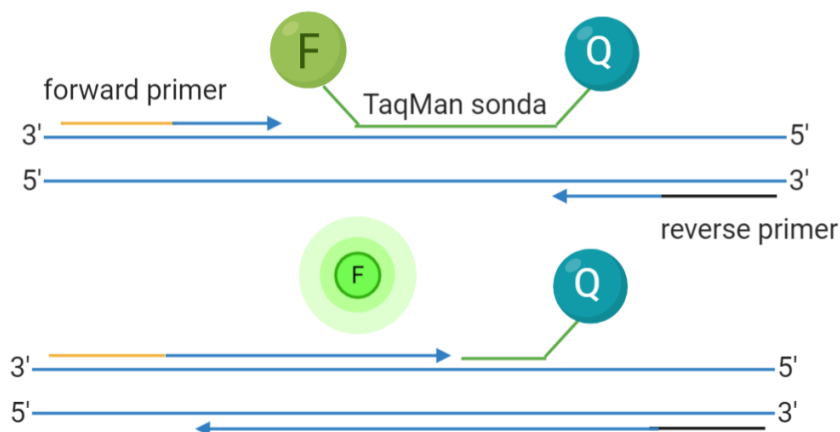 F
Q
forward primer
TaqMan sonda
3' 5'
5' 3'
reverse primer
F
Q
3' 5'
5' 3'